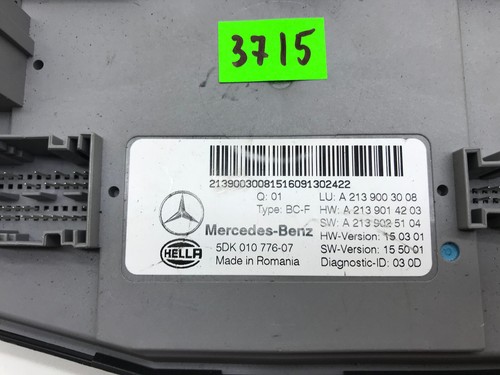 3715
21390030081516091302422
Q: 01 LU: A 213 900 30 08
Type: BC-F HW: A 213 901 42 03
Mercedes-Benz SW: A 213 902 51 04
HELLA 5DK 010 776-07 HW-Version: 15 03 01
SW-Version: 15 50 01
Made in Romania Diagnostic-ID: 03 0D